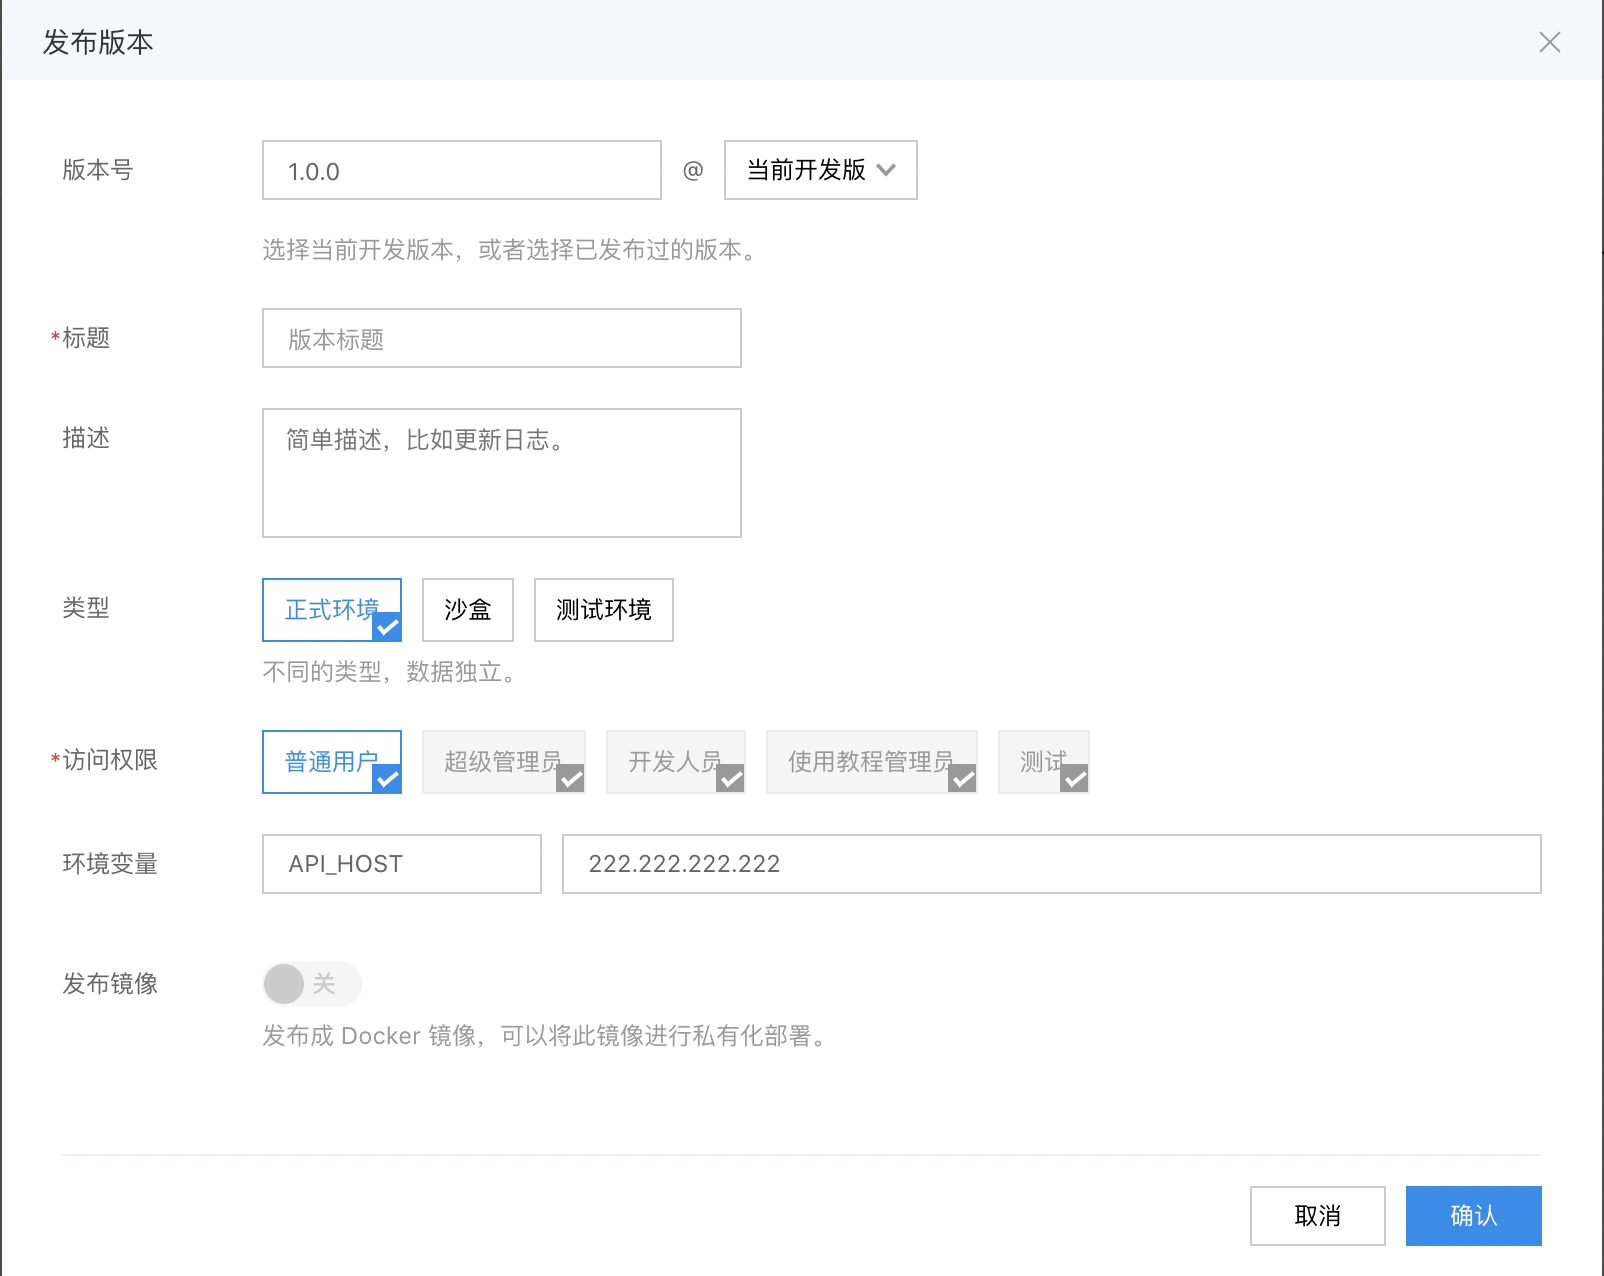 发布版本
版本号 1.0.0 @ 当前开发版
选择当前开发版本，或者选择已发布过的版本。
*标题 版本标题
描述 简单描述，比如更新日志。
类型 正式环境 沙盒 测试环境
不同的类型，数据独立。
*访问权限 普通用户 超级管理员 开发人员 使用教程管理员 测试
环境变量 API_HOST 222.222.222.222
发布镜像 关
发布成 Docker 镜像，可以将此镜像进行私有化部署。
取消 确认